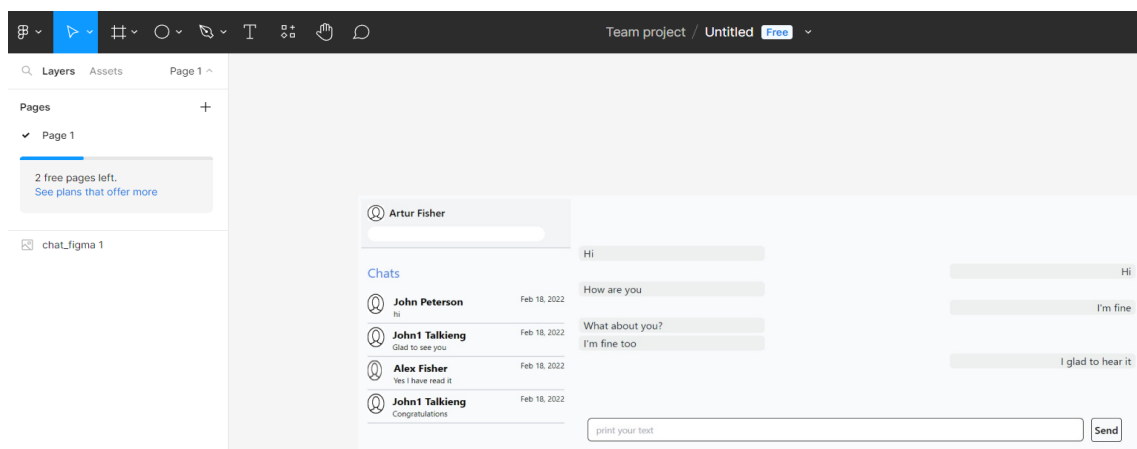 Team project / Untitled Free
Layers Assets Page 1
Pages
Page 1
2 free pages left.
See plans that offer more
chat_figma 1
Artur Fisher
Chats
John Peterson Feb 18, 2022
hi
John1 Talkieng Feb 18, 2022
Glad to see you
Alex Fisher Feb 18, 2022
Yes I have read it
John1 Talkieng Feb 18, 2022
Congratulations
Hi
Hi
How are you
I'm fine
What about you?
I'm fine too
I glad to hear it
print your text Send